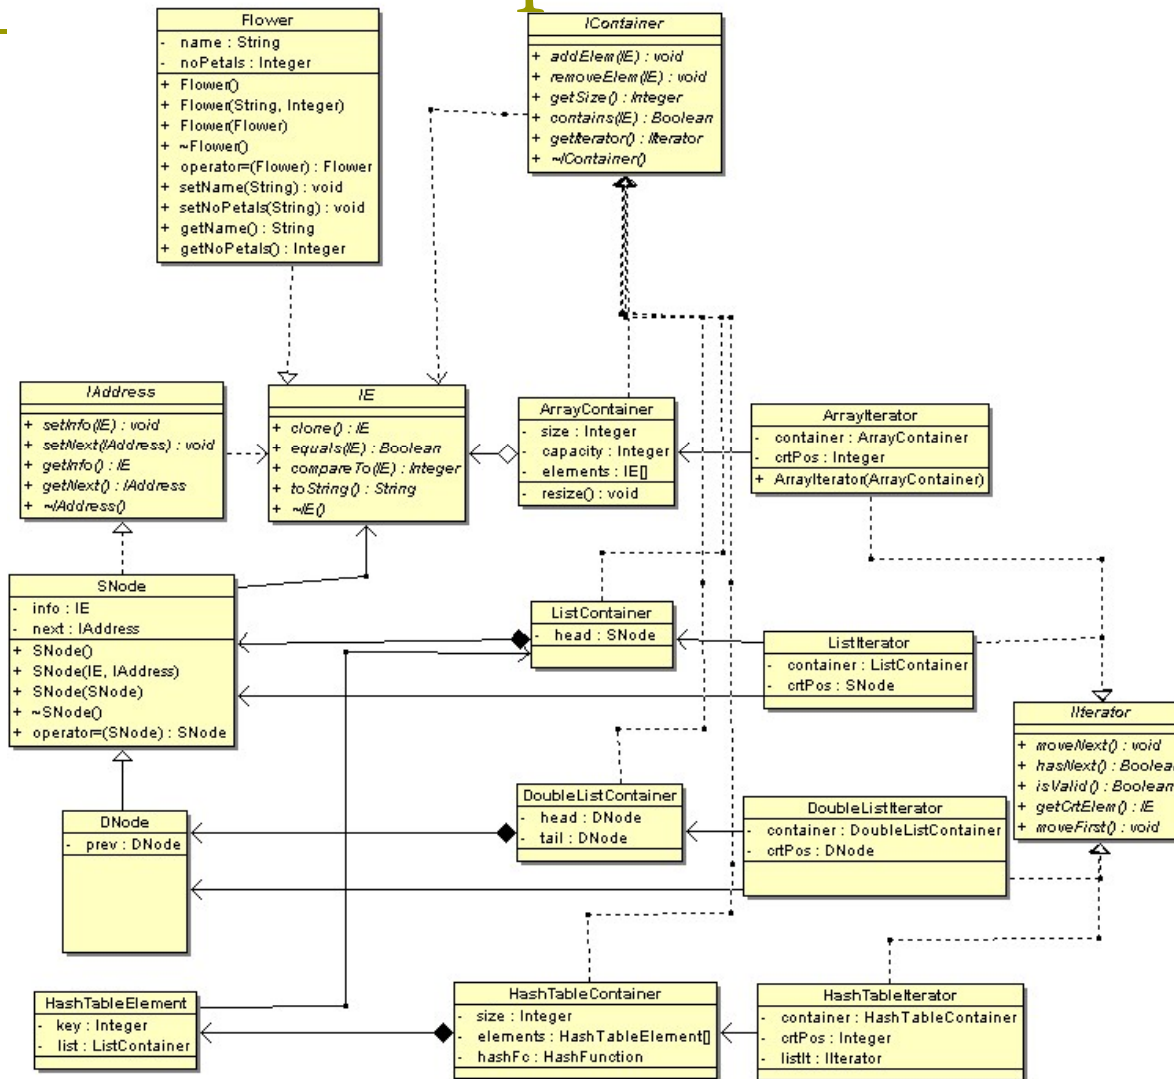 Flower
- name : String
- noPetals : Integer
+ Flower()
+ Flower(String, Integer)
+ Flower(Flower)
+ ~Flower()
+ operator=(Flower) : Flower
+ setName(String) : void
+ setNoPetals(String) : void
+ getName() : String
+ getNoPetals() : Integer
IContainer
+ addElem(IE) : void
+ removeElem(IE) : void
+ getSize() : Integer
+ contains(IE) : Boolean
+ getIterator() : IIterator
+ ~IContainer()
IAddress
+ setInfo(IE) : void
+ setNext(IAddress) : void
+ getInfo() : IE
+ getNext() : IAddress
+ ~IAddress()
IE
+ clone() : IE
+ equals(IE) : Boolean
+ compareTo(IE) : Integer
+ toString() : String
+ ~IE()
ArrayContainer
- size : Integer
- capacity : Integer
- elements : IE[]
- resize() : void
ArrayIterator
- container : ArrayContainer
- crtPos : Integer
+ ArrayIterator(ArrayContainer)
SNode
- info : IE
- next : IAddress
+ SNode()
+ SNode(IE, IAddress)
+ SNode(SNode)
+ ~SNode()
+ operator=(SNode) : SNode
ListContainer
- head : SNode
ListIterator
- container : ListContainer
- crtPos : SNode
IIterator
+ moveNext() : void
+ hasNext() : Boolea
+ isValid() : Boolean
+ getCrtElem() : IE
+ moveFirst() : void
DNode
- prev : DNode
DoubleListContainer
- head : DNode
- tail : DNode
DoubleListIterator
- container : DoubleListContainer
- crtPos : DNode
HashTableElement
- key : Integer
- list : ListContainer
HashTableContainer
- size : Integer
- elements : HashTableElement[]
- hashFc : HashFunction
HashTableIterator
- container : HashTableContainer
- crtPos : Integer
- listIt : IIterator